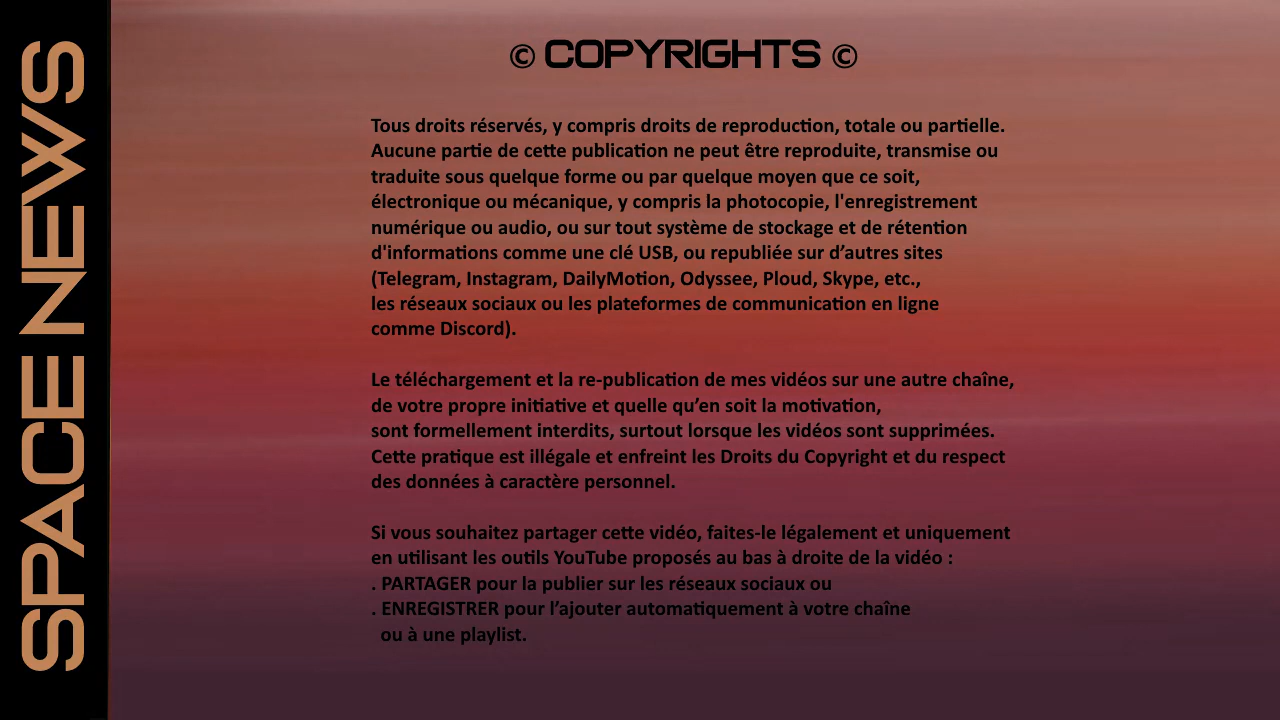 SPACE NEWS
© COPYRIGHTS ©
Tous droits réservés, y compris droits de reproduction, totale ou partielle.
Aucune partie de cette publication ne peut être reproduite, transmise ou
traduite sous quelque forme ou par quelque moyen que ce soit,
électronique ou mécanique, y compris la photocopie, l'enregistrement
numérique ou audio, ou sur tout système de stockage et de rétention
d'informations comme une clé USB, ou republiée sur d’autres sites
(Telegram, Instagram, DailyMotion, Odyssee, Ploud, Skype, etc.,
les réseaux sociaux ou les plateformes de communication en ligne
comme Discord).
Le téléchargement et la re-publication de mes vidéos sur une autre chaîne,
de votre propre initiative et quelle qu’en soit la motivation,
sont formellement interdits, surtout lorsque les vidéos sont supprimées.
Cette pratique est illégale et enfreint les Droits du Copyright et du respect
des données à caractère personnel.
Si vous souhaitez partager cette vidéo, faites-le légalement et uniquement
en utilisant les outils YouTube proposés au bas à droite de la vidéo :
. PARTAGER pour la publier sur les réseaux sociaux ou
. ENREGISTRER pour l’ajouter automatiquement à votre chaîne
ou à une playlist.